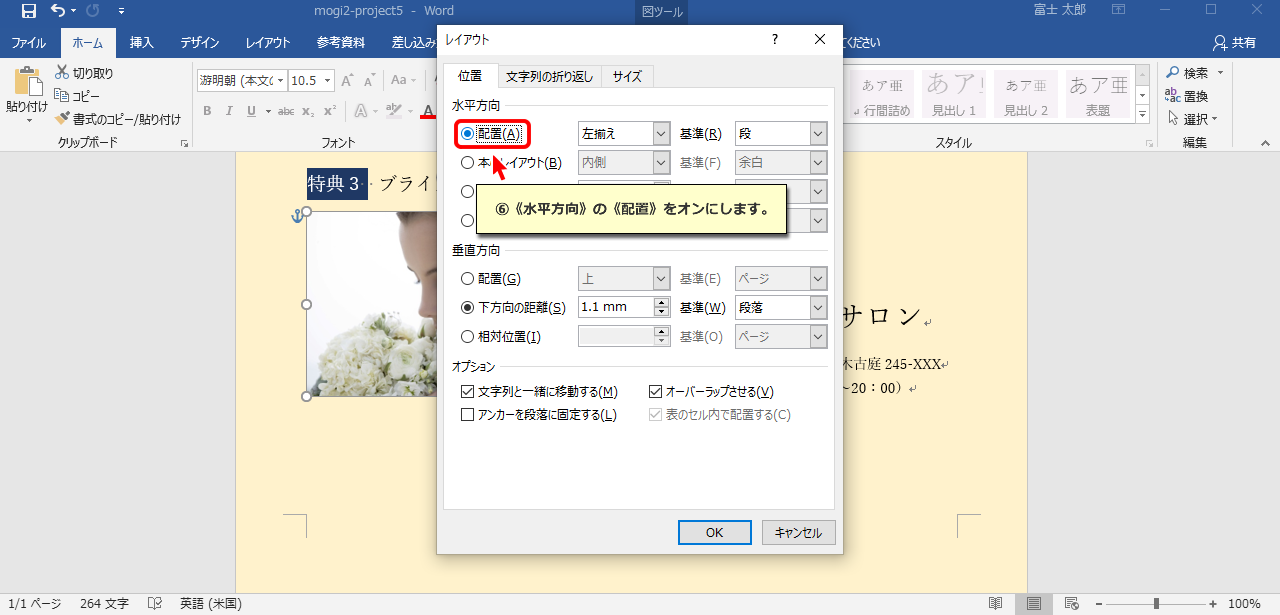 mogi2-project5 - Word
図ツール
富士 太郎
ファイル ホーム 挿入 デザイン レイアウト 参考資料 差し込み ください 共有
貼り付け
切り取り
コピー
書式のコピー/貼り付け
クリップボード
游明朝 (本文の 10.5 A A Aa
B I U abc x₂ x² A aby A
フォント
あア亜 行間詰め
あア 見出し 1
あア亜 見出し 2
あア亜 表題
スタイル
検索
置換
選択
編集
特典 3 ブライ
サロン
木古庭 245-XXX
~20:00)
レイアウト ?
位置 文字列の折り返し サイズ
水平方向
配置(A) 左揃え 基準(R) 段
レイアウト(B) 内側 基準(F) 余白
⑥《水平方向》の《配置》をオンにします。
垂直方向
配置(G) 上 基準(E) ページ
下方向の距離(S) 1.1 mm 基準(W) 段落
相対位置(I) 基準(O) ページ
オプション
文字列と一緒に移動する(M) オーバーラップさせる(V)
アンカーを段落に固定する(L) 表のセル内で配置する(C)
OK キャンセル
1/1 ページ 264 文字 英語 (米国) 100%